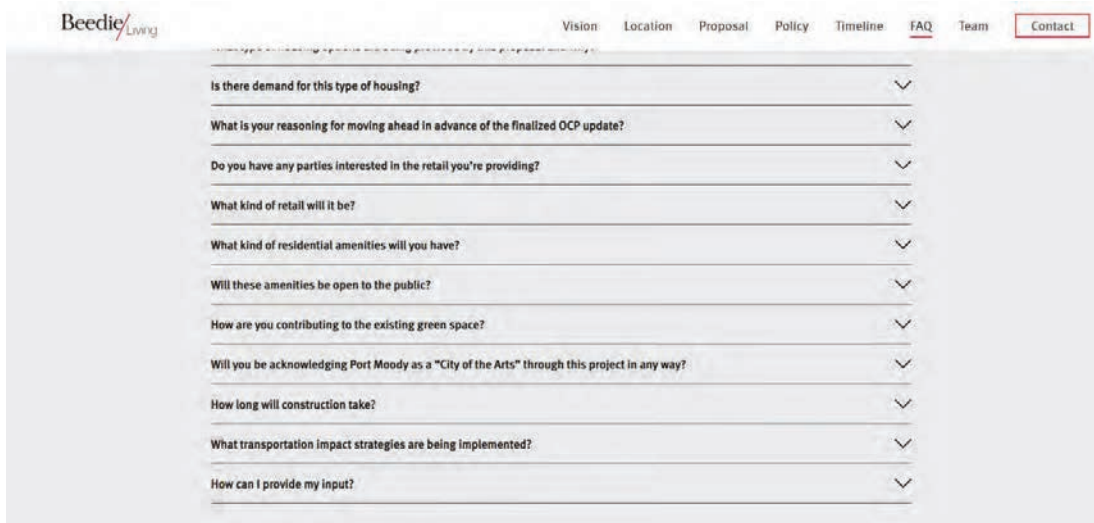 Beedie/Living
Vision Location Proposal Policy Timeline FAQ Team Contact
Is there demand for this type of housing?
What is your reasoning for moving ahead in advance of the finalized OCP update?
Do you have any parties interested in the retail you're providing?
What kind of retail will it be?
What kind of residential amenities will you have?
Will these amenities be open to the public?
How are you contributing to the existing green space?
Will you be acknowledging Port Moody as a "City of the Arts" through this project in any way?
How long will construction take?
What transportation impact strategies are being implemented?
How can I provide my input?